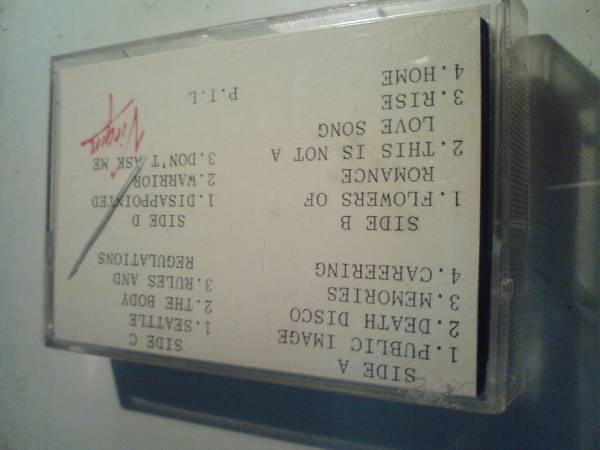 SIDE A
1. PUBLIC IMAGE
2. DEATH DISCO
3. MEMORIES
4. CAREERING
SIDE B
1. FLOWERS OF
ROMANCE
2. THIS IS NOT A
LOVE SONG
3. RISE
4. HOME
SIDE C
1. SEATTLE
2. THE BODY
3. RULES AND
REGULATIONS
SIDE D
1. DISAPPOINTED
2. WARRIOR
3. DON'T ASK ME
Virgin
P.I.L